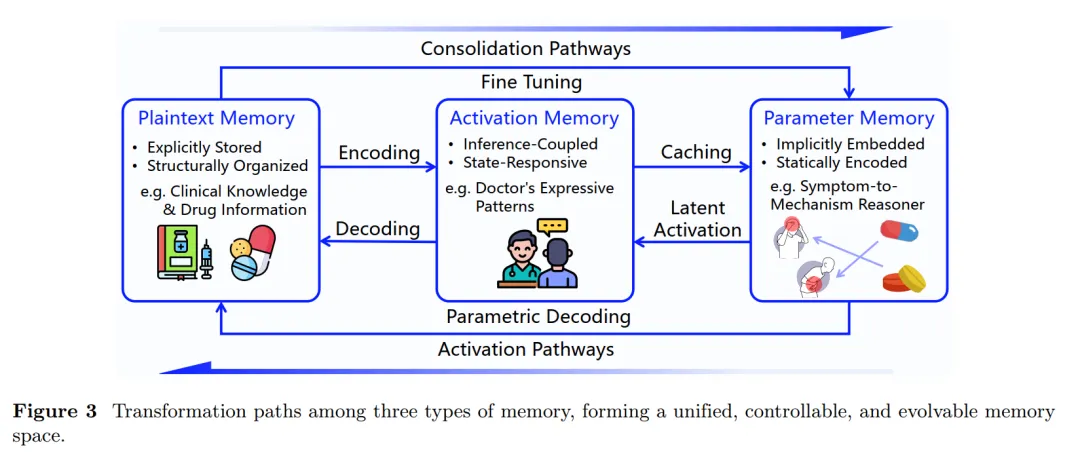 Consolidation Pathways
Fine Tuning
Plaintext Memory
• Explicitly Stored
• Structurally Organized
e.g. Clinical Knowledge
& Drug Information
Encoding
Decoding
Activation Memory
• Inference-Coupled
• State-Responsive
e.g. Doctor's Expressive
Patterns
Caching
Latent
Activation
Parameter Memory
• Implicitly Embedded
• Statically Encoded
e.g. Symptom-to-
Mechanism Reasoner
Parametric Decoding
Activation Pathways
Figure 3 Transformation paths among three types of memory, forming a unified, controllable, and evolvable memory
space.